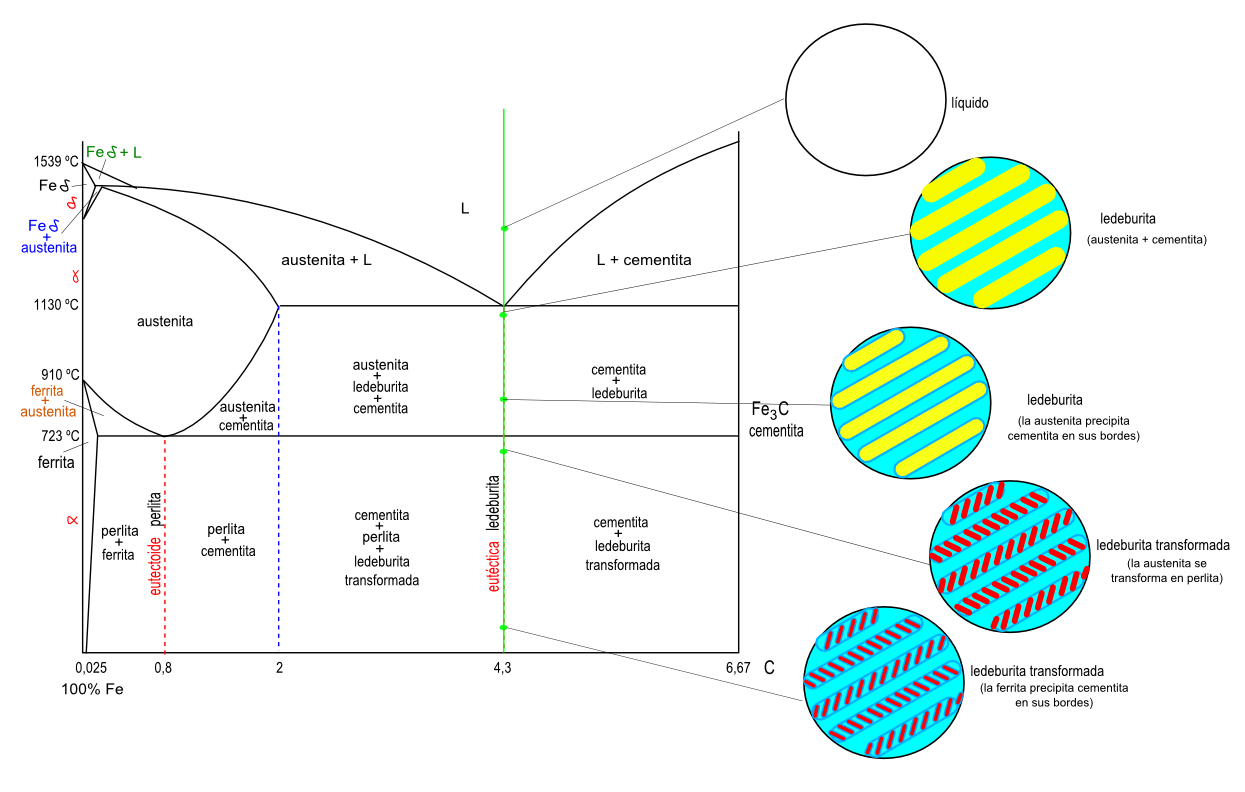 líquido
Fe δ + L
1539 ºC
Fe δ
δ
Fe δ
+
austenita
L
ledeburita
(austenita + cementita)
austenita + L
L + cementita
γ
1130 ºC
austenita
910 ºC
ferrita
+
austenita
austenita
+
ledeburita
+
cementita
cementita
+
ledeburita
austenita
+
cementita
Fe3C
cementita
ledeburita
(la austenita precipita
cementita en sus bordes)
723 ºC
ferrita
α
perlita
+
ferrita
eutectoide perlita
perlita
+
cementita
cementita
+
perlita
+
ledeburita
transformada
eutéctica ledeburita
cementita
+
ledeburita
transformada
ledeburita transformada
(la austenita se
transforma en perlita)
0,025
0,8
2
4,3
6,67
C
100% Fe
ledeburita transformada
(la ferrita precipita cementita
en sus bordes)